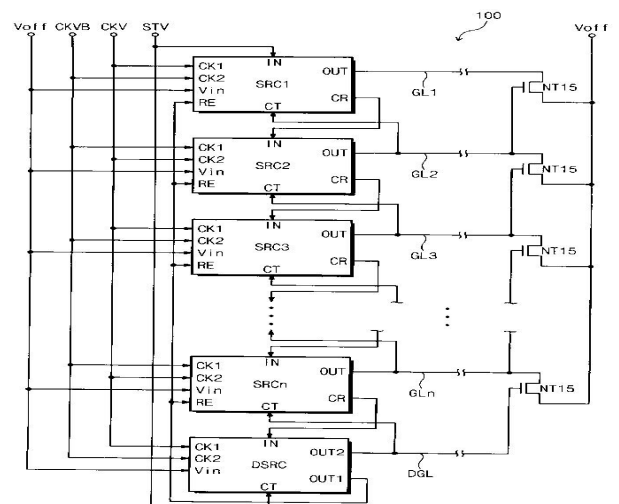 Voff CKVB CKV STV
100
Voff
IN
CK1
CK2
Vin
RE
SRC1
OUT
CR
CT
GL1
NT15
IN
CK1
CK2
Vin
RE
SRC2
OUT
CR
CT
GL2
NT15
IN
CK1
CK2
Vin
RE
SRC3
OUT
CR
CT
GL3
NT15
IN
CK1
CK2
Vin
RE
SRCn
OUT
CR
CT
GLn
NT15
IN
CK1
CK2
Vin
DSRC
OUT2
OUT1
CT
DGL